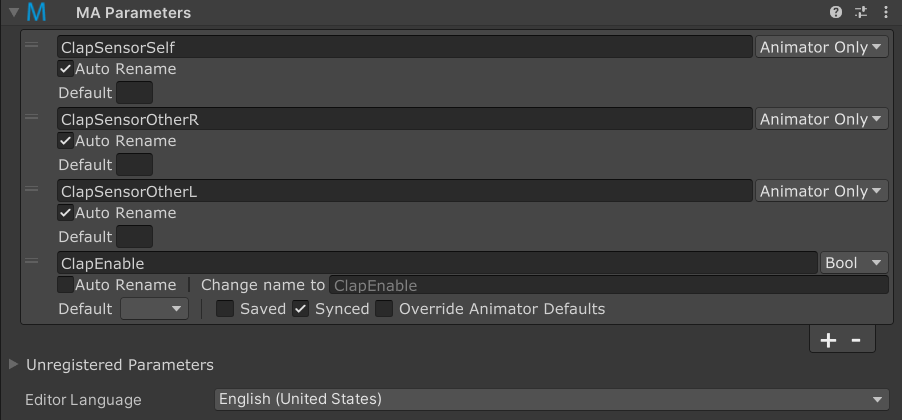 MA Parameters
ClapSensorSelf Animator Only
Auto Rename
Default
ClapSensorOtherR Animator Only
Auto Rename
Default
ClapSensorOtherL Animator Only
Auto Rename
Default
ClapEnable Bool
Auto Rename Change name to ClapEnable
Default Saved Synced Override Animator Defaults
+ -
Unregistered Parameters
Editor Language English (United States)